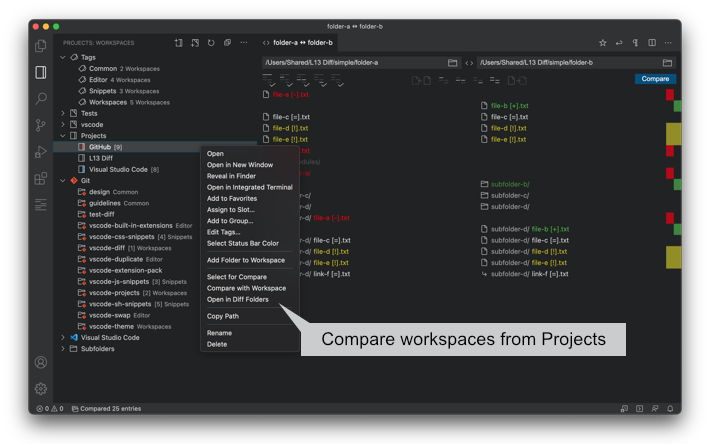 folder-a ↔ folder-b
PROJECTS: WORKSPACES
folder-a ↔ folder-b
/Users/Shared/L13 Diff/simple/folder-a
/Users/Shared/L13 Diff/simple/folder-b
Compare
Tags
Common 2 Workspaces
Editor 4 Workspaces
Snippets 3 Workspaces
Workspaces 5 Workspaces
Tests
vscode
Projects
GitHub [9]
L13 Diff
Visual Studio Code [8]
Git
design Common
guidelines Common
test-diff
vscode-built-in-extensions Editor
vscode-css-snippets [4] Snippets
vscode-diff [1] Workspaces
vscode-duplicate Editor
vscode-extension-pack
vscode-js-snippets [3] Snippets
vscode-projects [2] Workspaces
vscode-sh-snippets [5] Snippets
vscode-swap Editor
vscode-theme Workspaces
Visual Studio Code
Subfolders
Open
Open in New Window
Reveal in Finder
Open in Integrated Terminal
Add to Favorites
Assign to Slot...
Add to Group...
Edit Tags...
Select Status Bar Color
Add Folder to Workspace
Select for Compare
Compare with Workspace
Open in Diff Folders
Copy Path
Rename
Delete
file-a [-].txt
file-b [+].txt
file-c [=].txt
file-c [=].txt
file-d [!].txt
file-d [!].txt
file-e [!].txt
file-e [!].txt
.txt
odules/
subfolder-b/
r-c/
subfolder-c/
r-d/
subfolder-d/
r-d/ file-a [-].txt
subfolder-d/ file-b [+].txt
r-d/ file-c [=].txt
subfolder-d/ file-c [=].txt
r-d/ file-d [!].txt
subfolder-d/ file-d [!].txt
r-d/ file-e [!].txt
subfolder-d/ file-e [!].txt
r-d/ link-f [=].txt
subfolder-d/ link-f [=].txt
Compare workspaces from Projects
0 0 Compared 25 entries